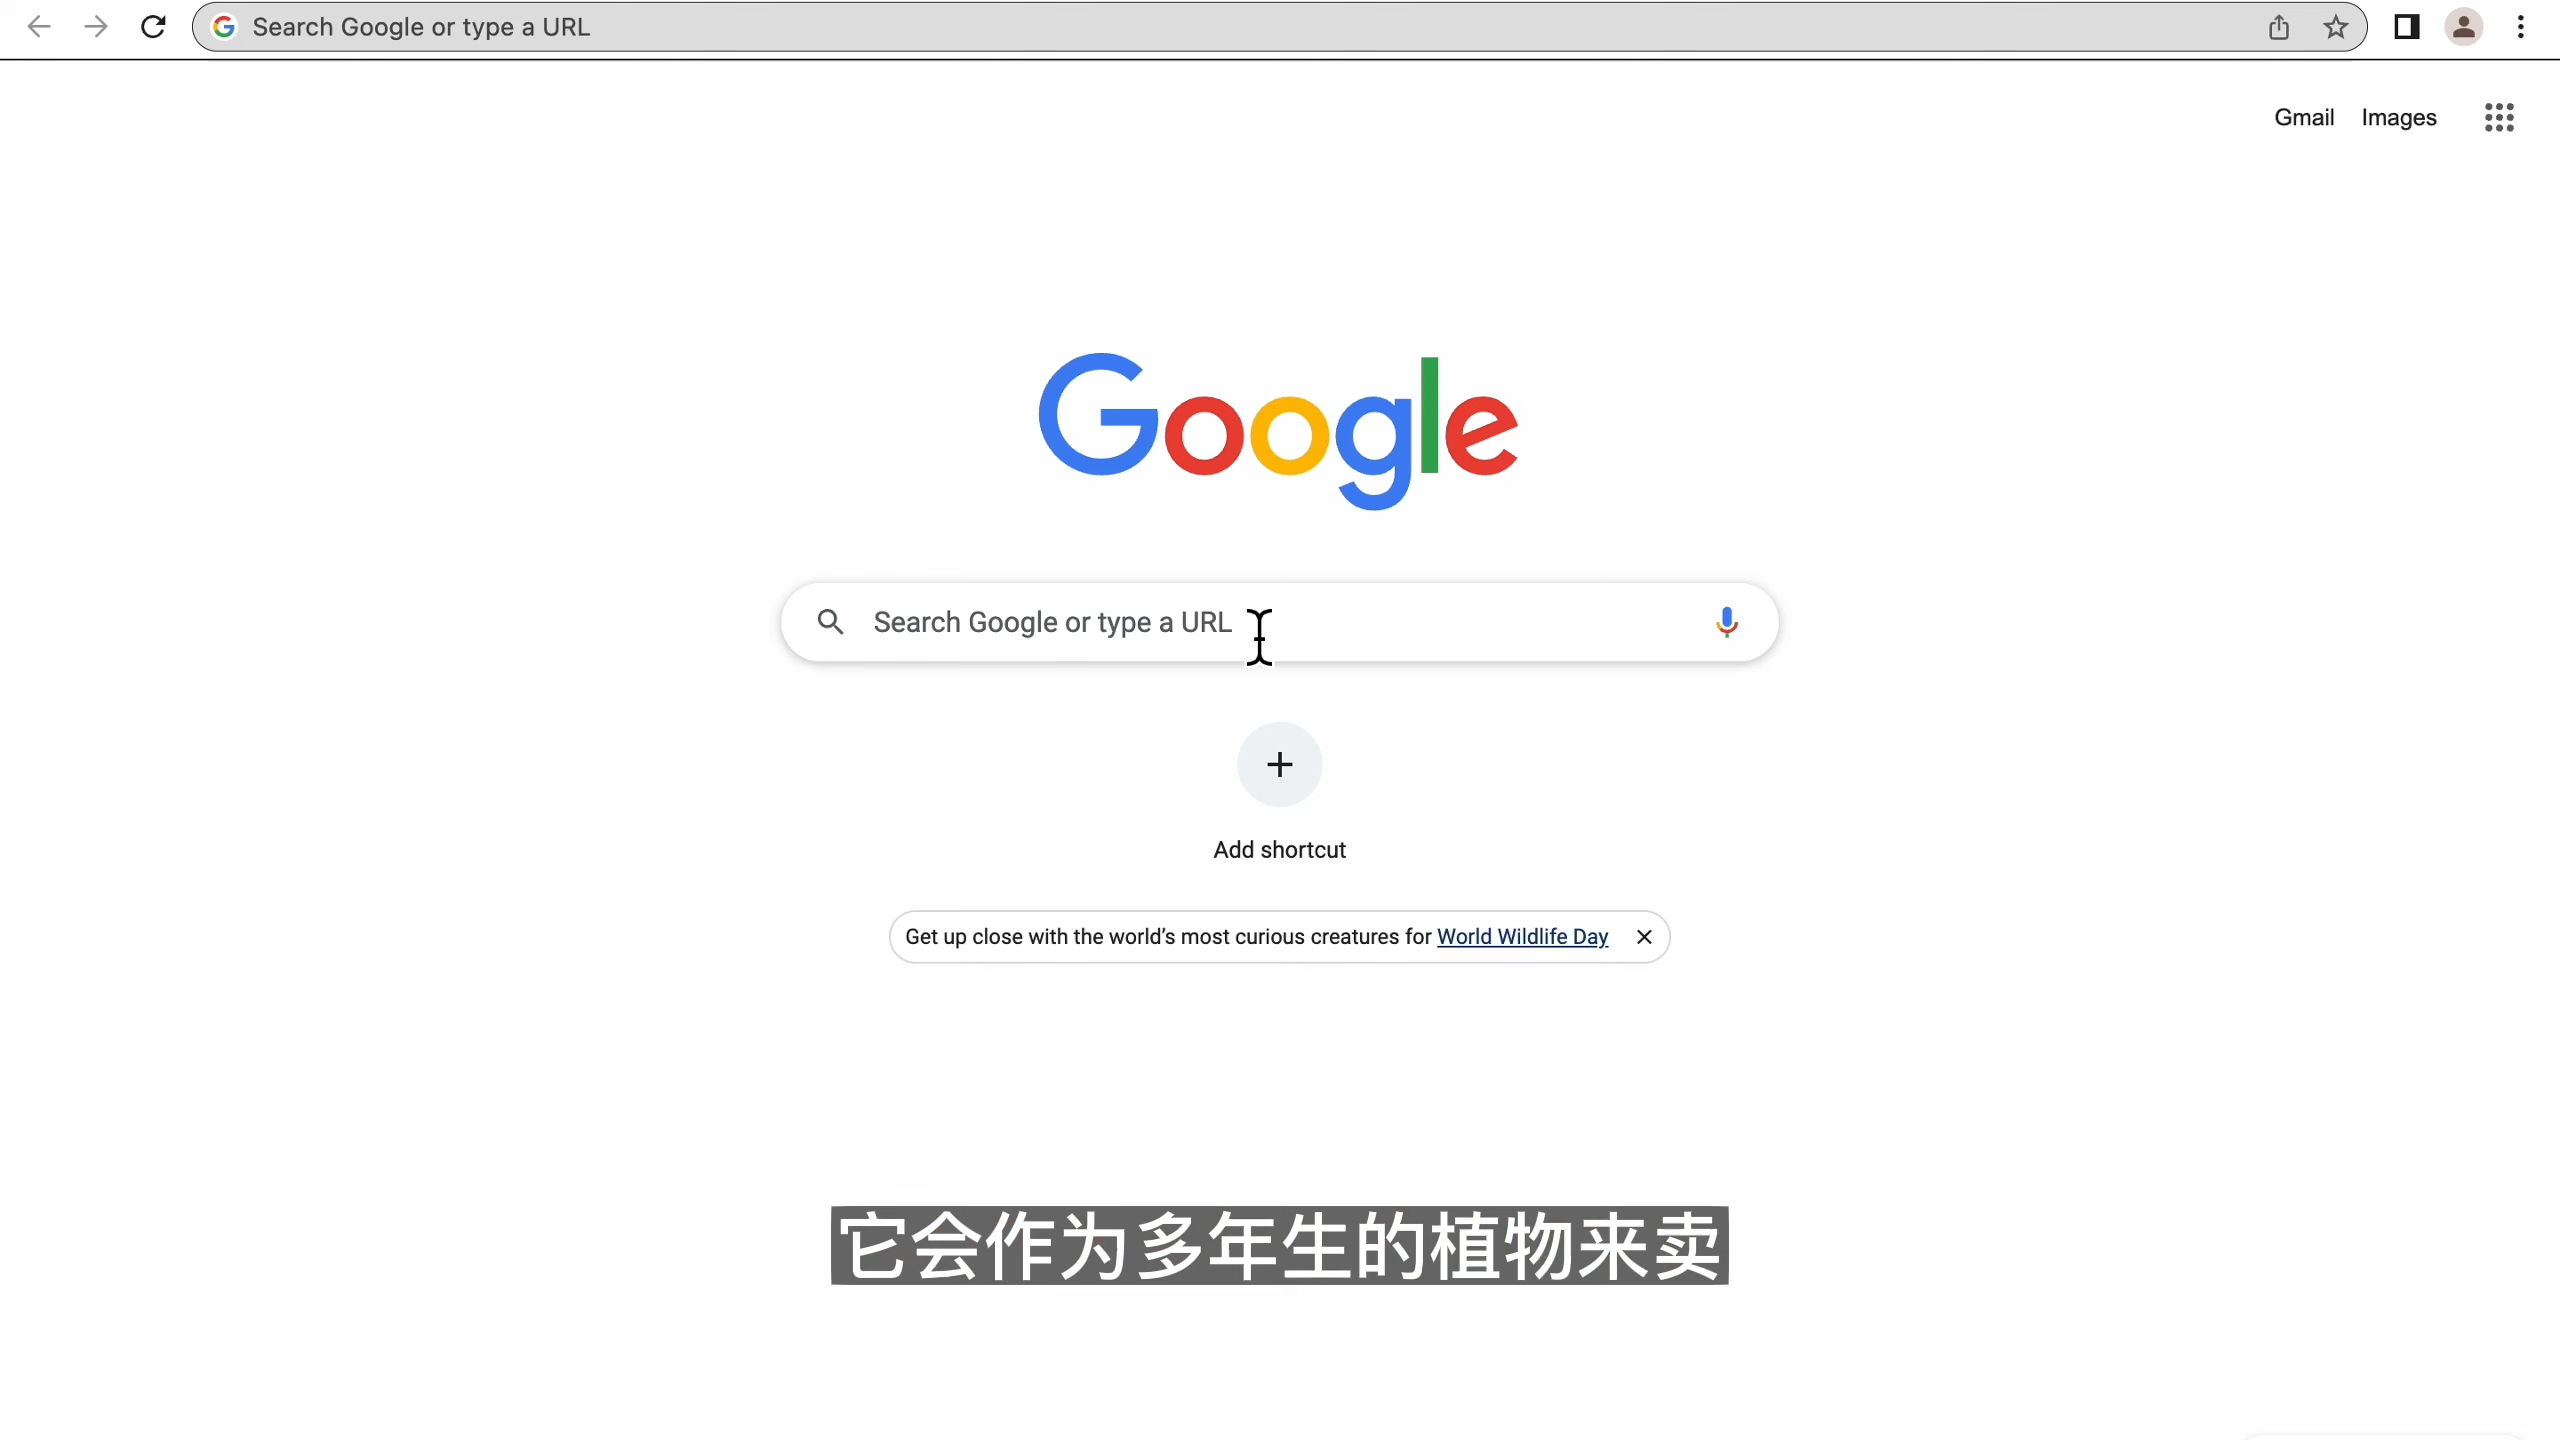 Search Google or type a URL
Gmail Images
Google
Search Google or type a URL
Add shortcut
Get up close with the world's most curious creatures for World Wildlife Day
它会作为多年生的植物来卖